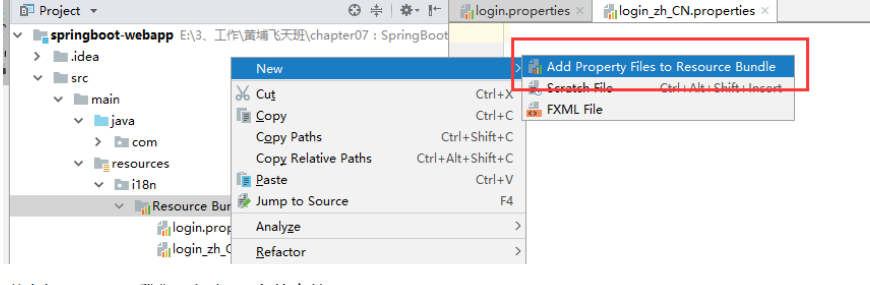 Project
login.properties
login_zh_CN.properties
springboot-webapp E:\3、工作\黄埔飞天班\chapter07 : SpringBoot
.idea
src
main
java
com
resources
i18n
Resource Bun
login.prop
login_zh_C
New
Cut Ctrl+X
Copy Ctrl+C
Copy Paths Ctrl+Shift+C
Copy Relative Paths Ctrl+Alt+Shift+C
Paste Ctrl+V
Jump to Source F4
Analyze
Refactor
Add Property Files to Resource Bundle
Scratch File Ctrl+Alt+Shift+Insert
FXML File